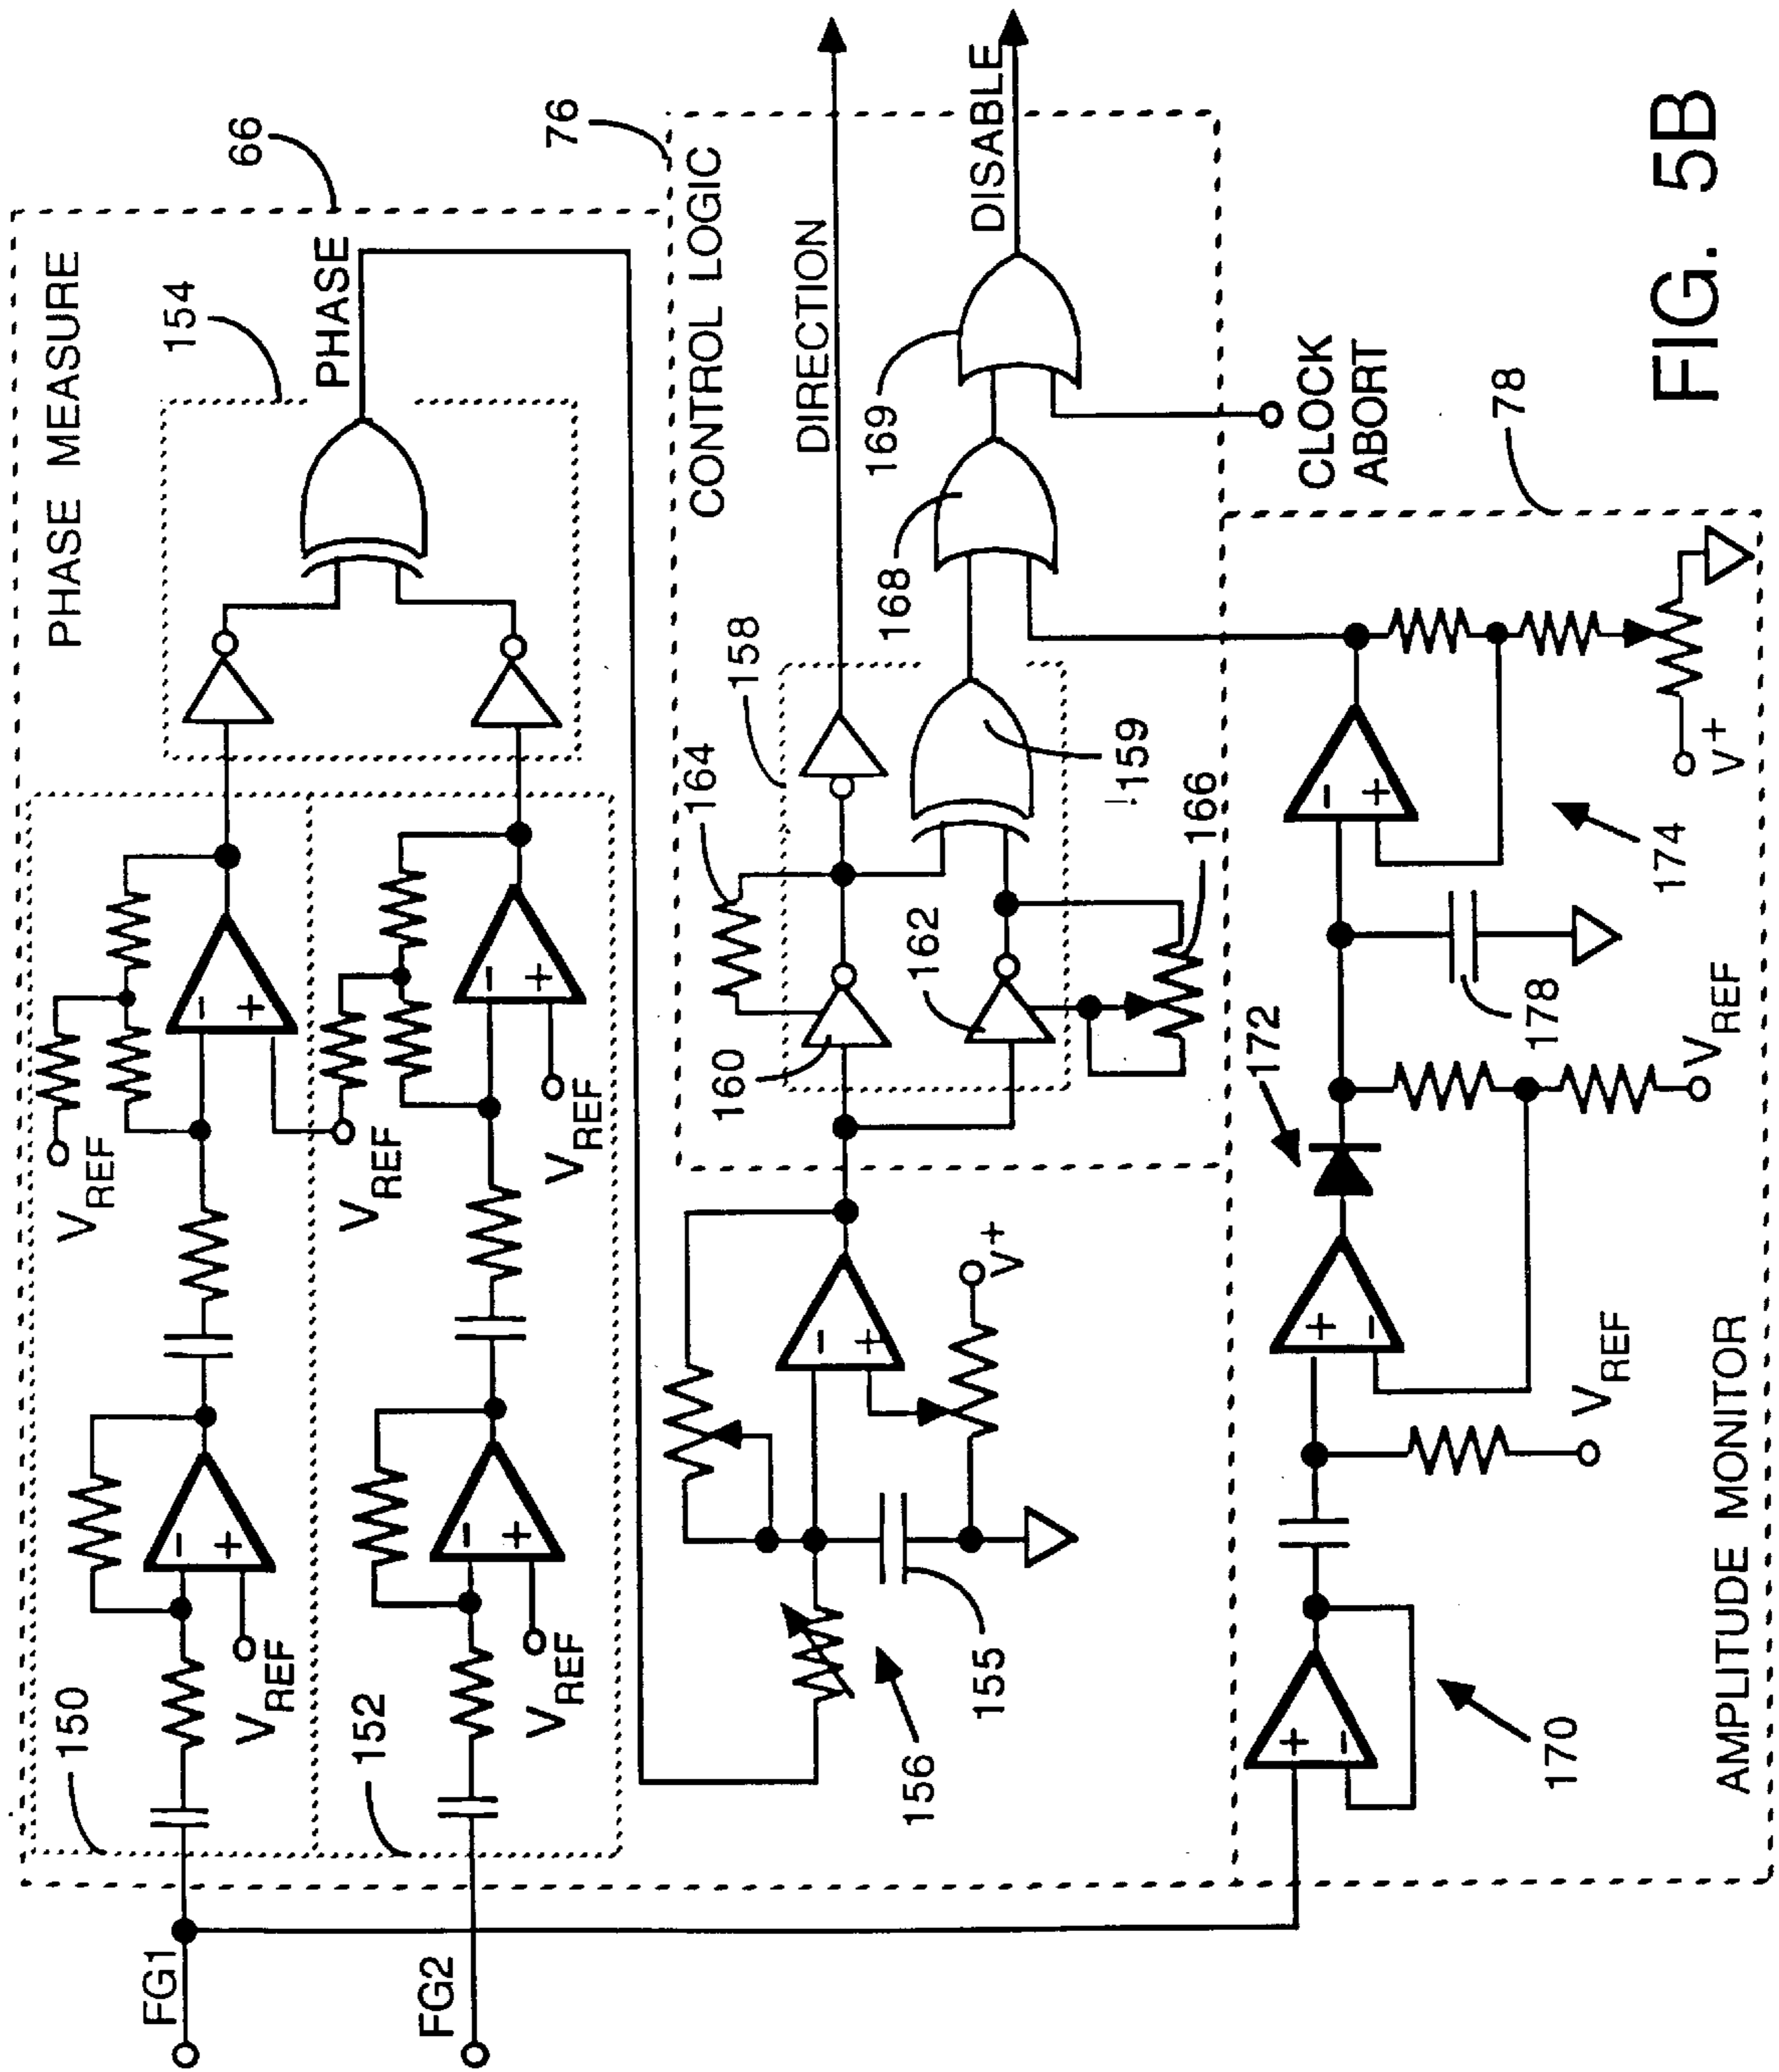 FIG. 5B
PHASE MEASURE
66
154
PHASE
150
VREF
VREF
VREF
152
VREF
VREF
FG1
FG2
76
CONTROL LOGIC
DIRECTION
DISABLE
158
164
160
162
159
166
168
169
CLOCK
ABORT
156
155
V+
-
+
-
+
-
+
-
+
-
+
78
AMPLITUDE MONITOR
170
+
-
VREF
+
-
172
178
VREF
-
+
174
V+